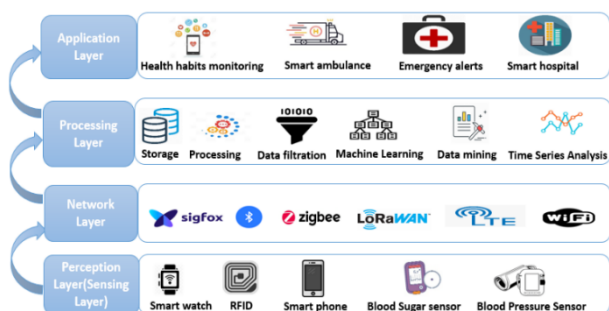 Application
Layer
Health habits monitoring
Smart ambulance
Emergency alerts
Smart hospital
Processing
Layer
101010
Storage
Processing
Data filtration
Machine Learning
Data mining
Time Series Analysis
Network
Layer
sigfox
zigbee
LoRaWAN
LTE
WiFi
Perception
Layer(Sensing
Layer)
Smart watch
RFID
Smart phone
Blood Sugar sensor
Blood Pressure Sensor